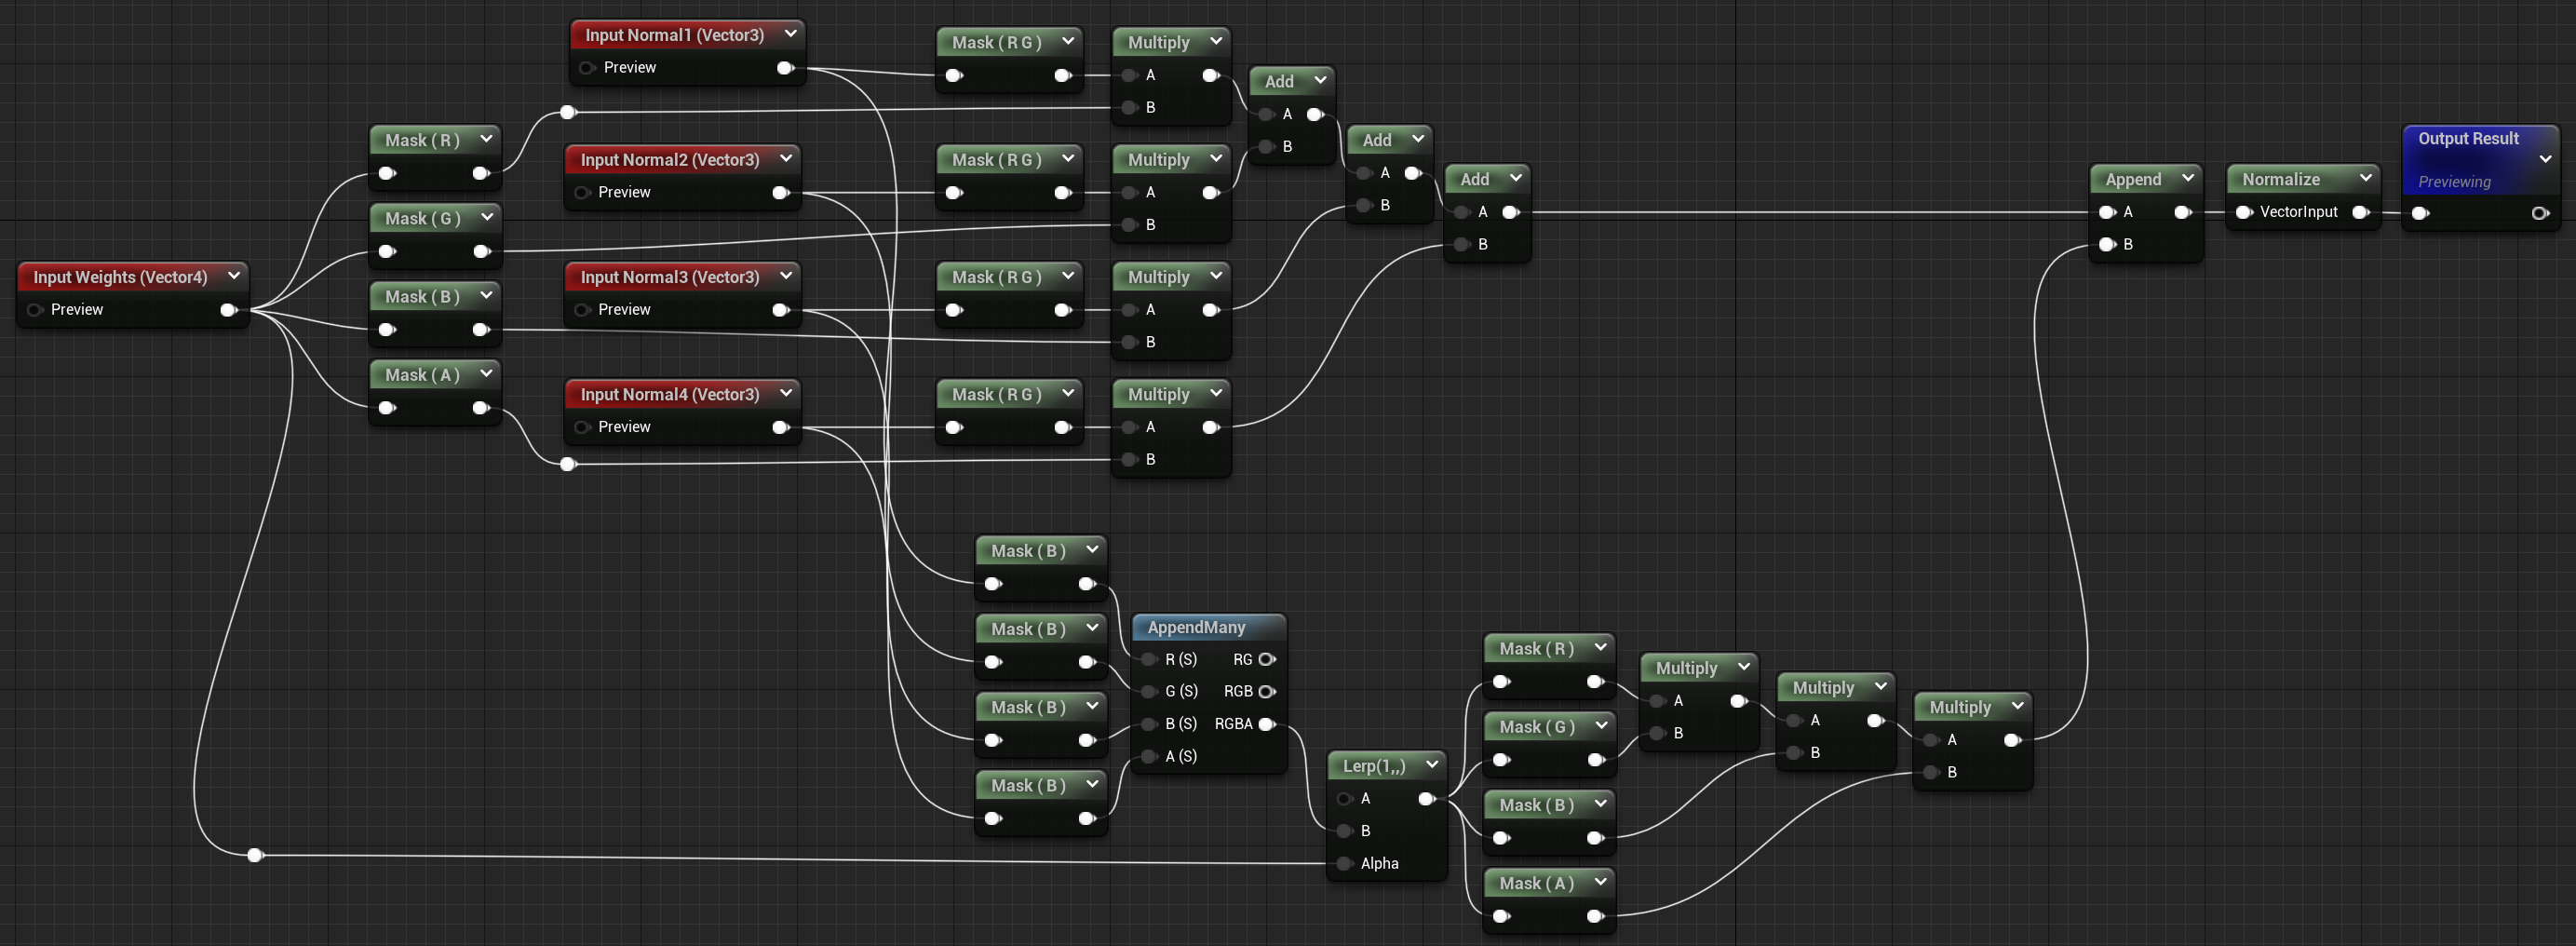 Input Weights (Vector4)
Preview
Mask ( R )
Mask ( G )
Mask ( B )
Mask ( A )
Input Normal1 (Vector3)
Preview
Input Normal2 (Vector3)
Preview
Input Normal3 (Vector3)
Preview
Input Normal4 (Vector3)
Preview
Mask ( R G )
Mask ( R G )
Mask ( R G )
Mask ( R G )
Multiply
A
B
Multiply
A
B
Multiply
A
B
Multiply
A
B
Add
A
B
Add
A
B
Add
A
B
Mask ( B )
Mask ( B )
Mask ( B )
Mask ( B )
AppendMany
R (S) RG
G (S) RGB
B (S) RGBA
A (S)
Lerp(1,,)
A
B
Alpha
Mask ( R )
Mask ( G )
Mask ( B )
Mask ( A )
Multiply
A
B
Multiply
A
B
Multiply
A
B
Append
A
B
Normalize
VectorInput
Output Result
Previewing